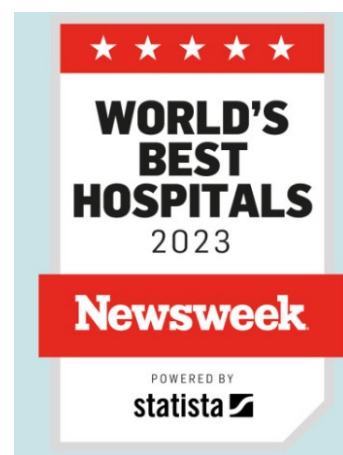 WORLD'S
BEST
HOSPITALS
2023
Newsweek
POWERED BY
statista